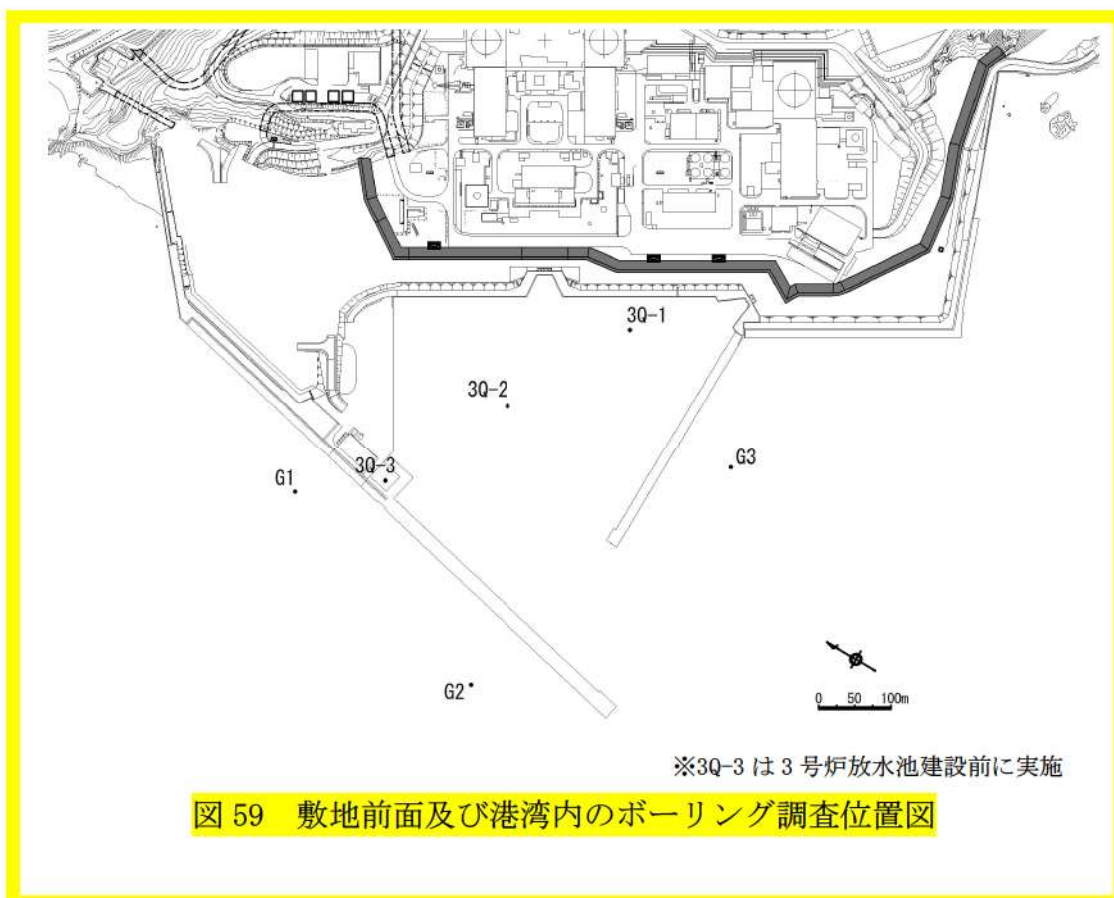 3Q-1
3Q-2
3Q-3
G1
G3
G2
0 50 100m
※3Q-3 は 3 号炉放水池建設前に実施
図 59 敷地前面及び港湾内のボーリング調査位置図